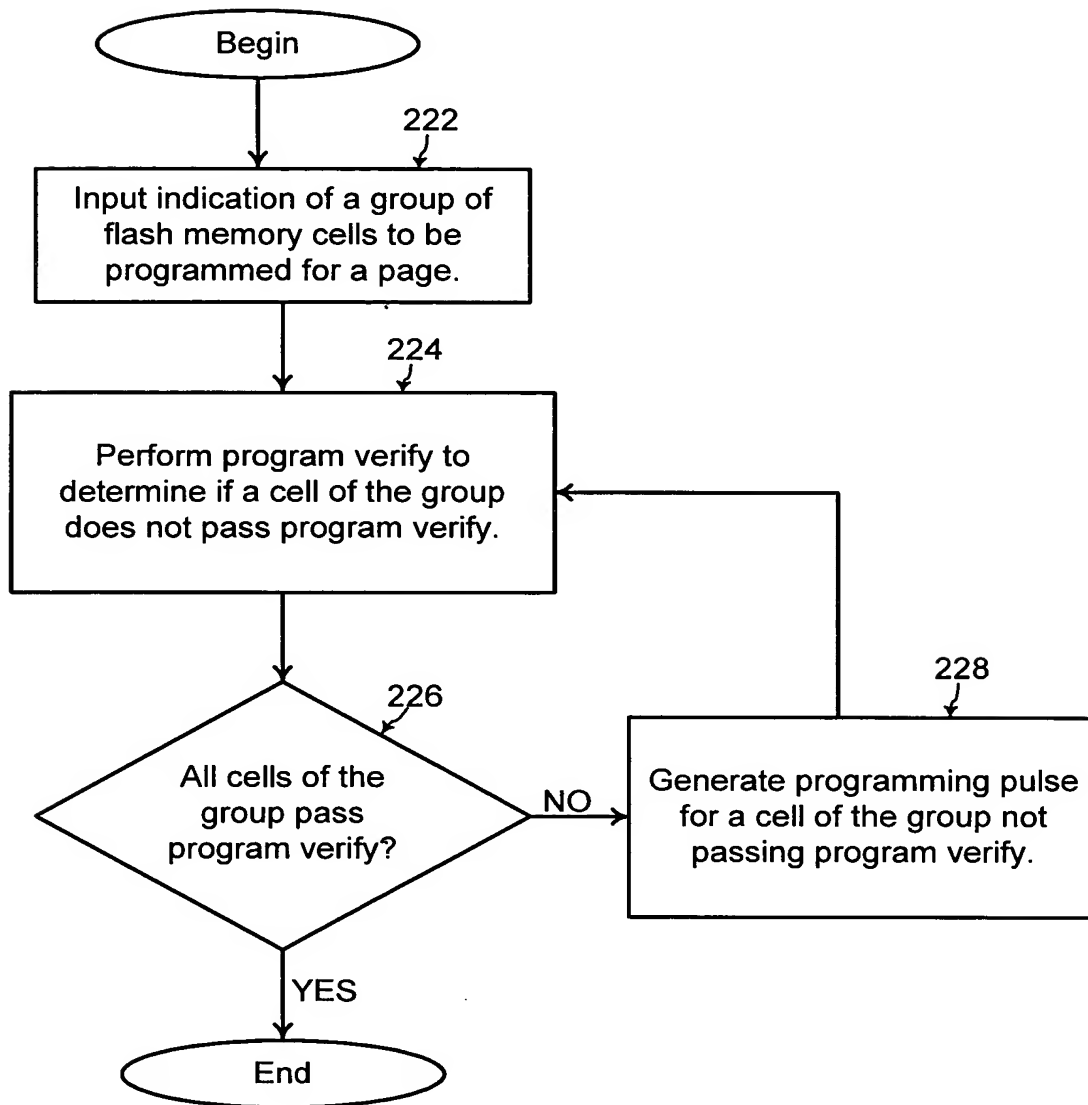 Begin
222
Input indication of a group of
flash memory cells to be
programmed for a page.
224
Perform program verify to
determine if a cell of the group
does not pass program verify.
226
All cells of the
group pass
program verify?
NO
228
Generate programming pulse
for a cell of the group not
passing program verify.
YES
End